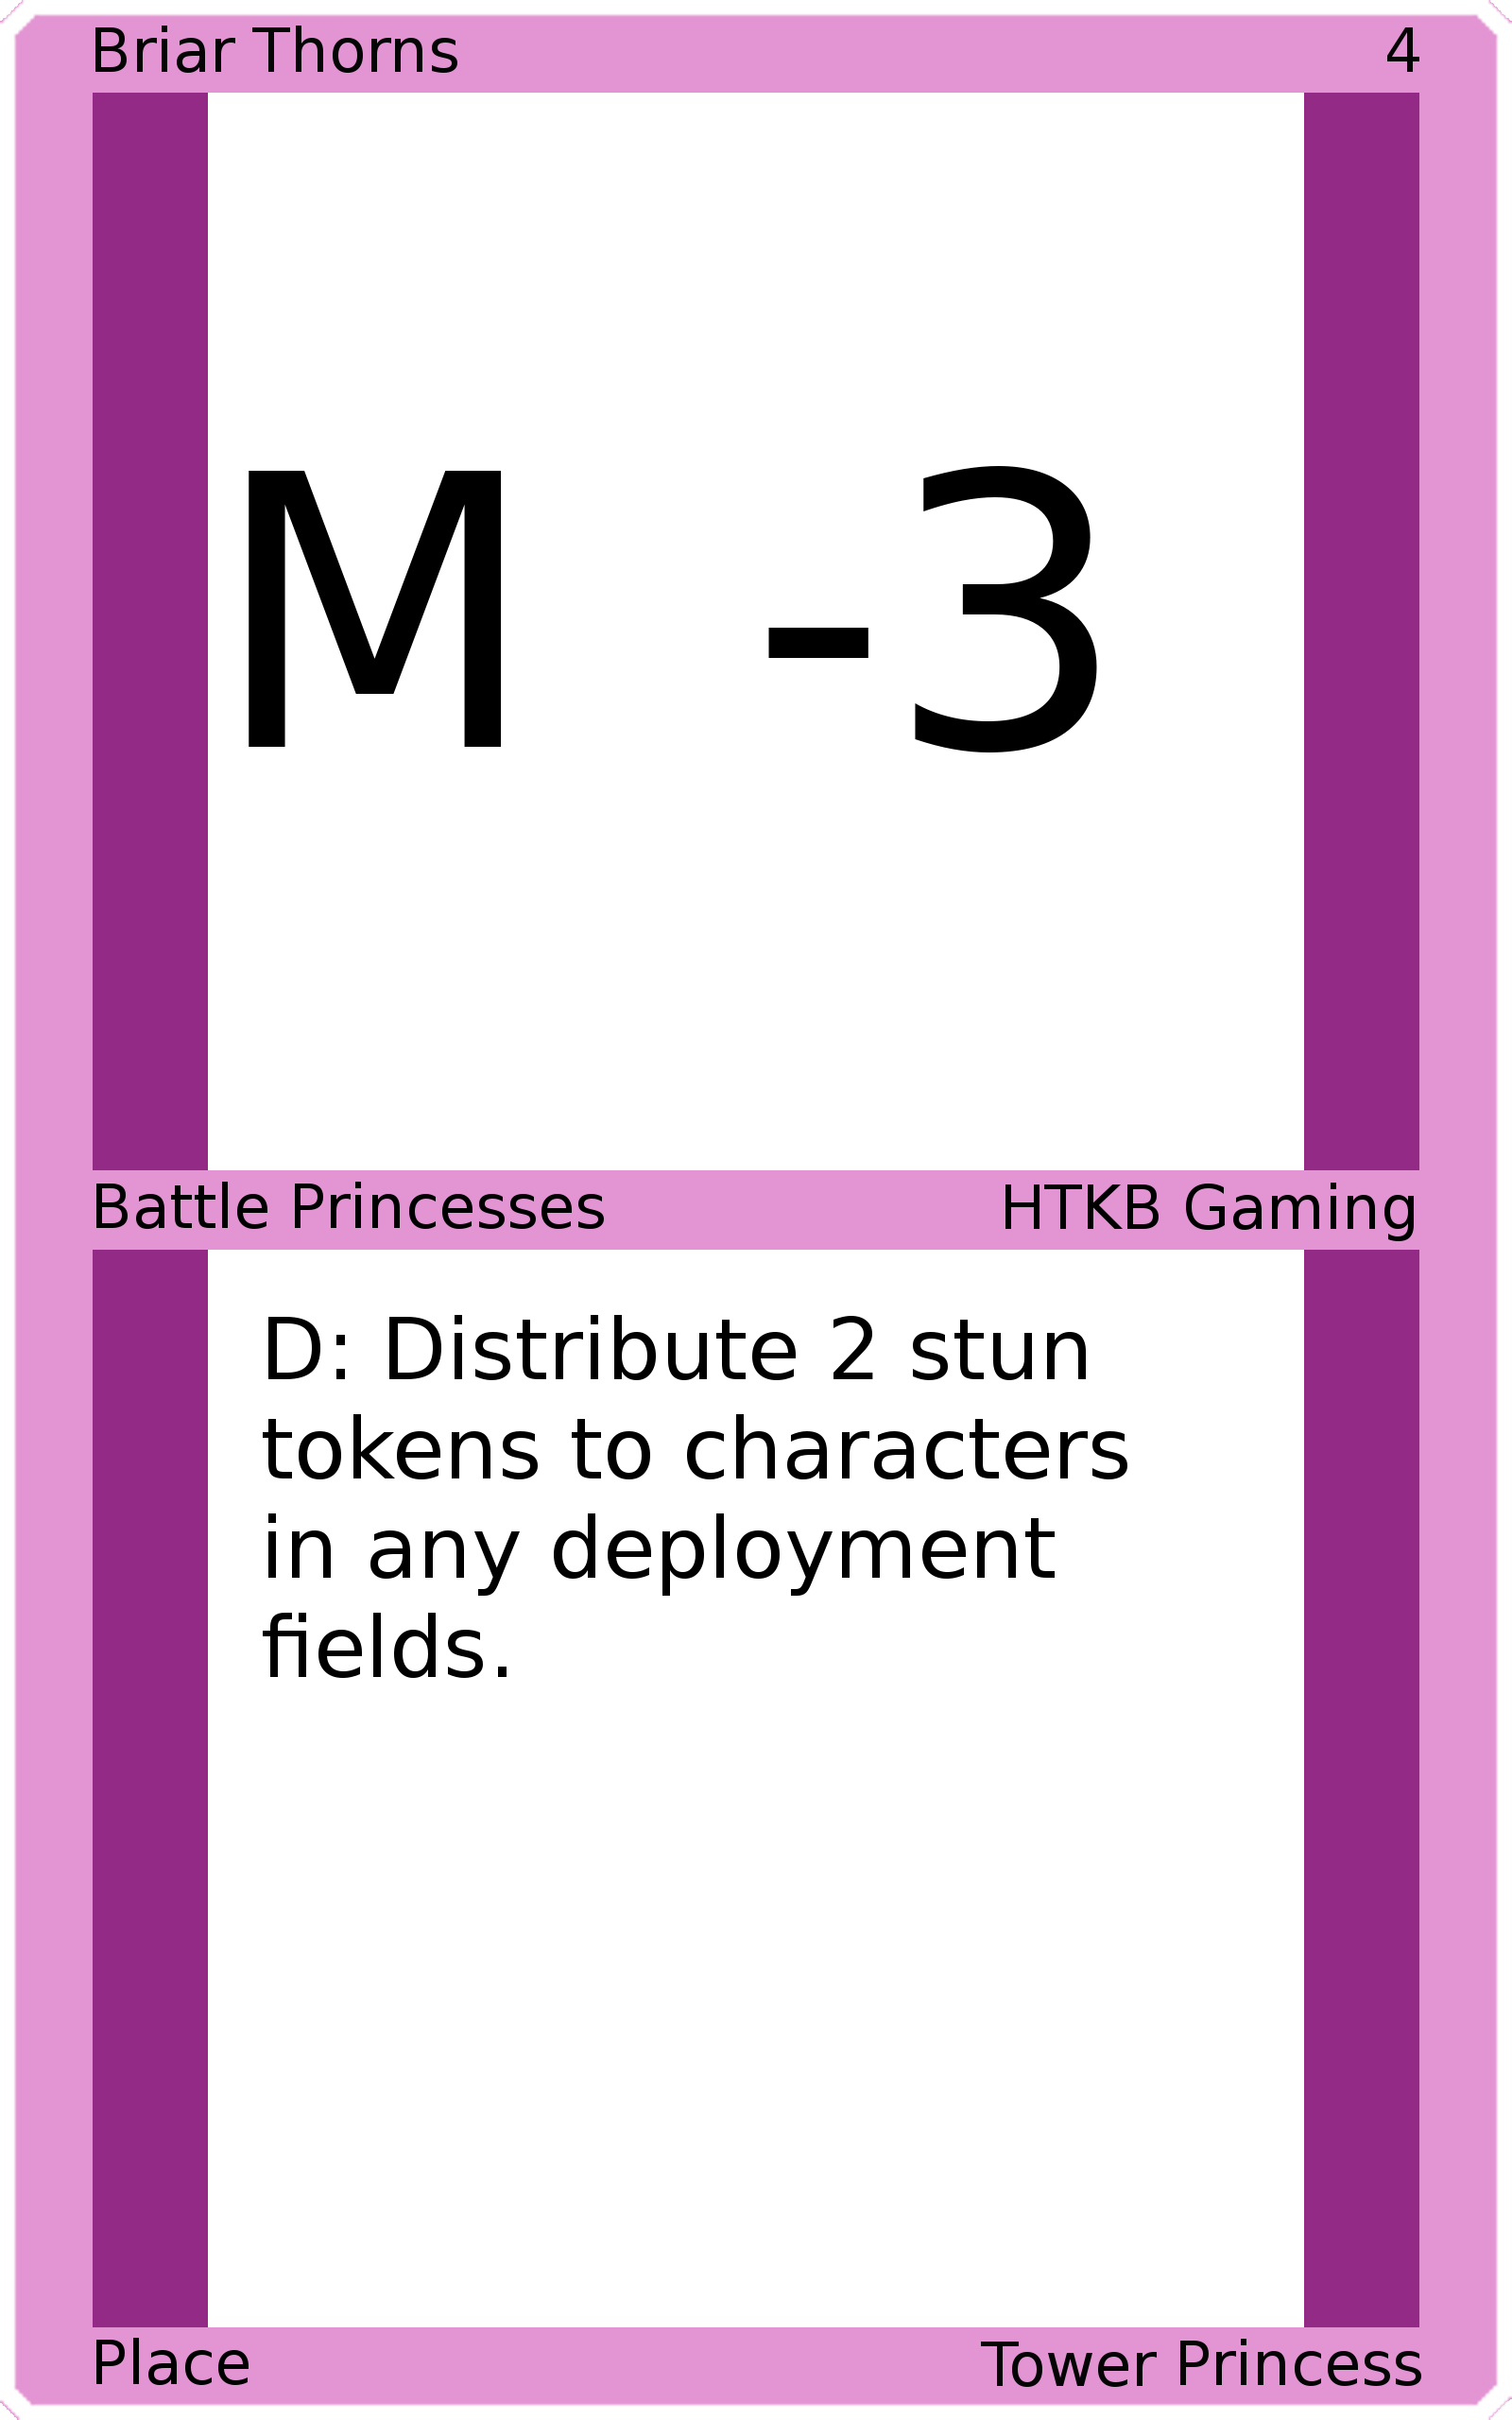 Briar Thorns 4
M -3
Battle Princesses HTKB Gaming
D: Distribute 2 stun
tokens to characters
in any deployment
fields.
Place Tower Princess